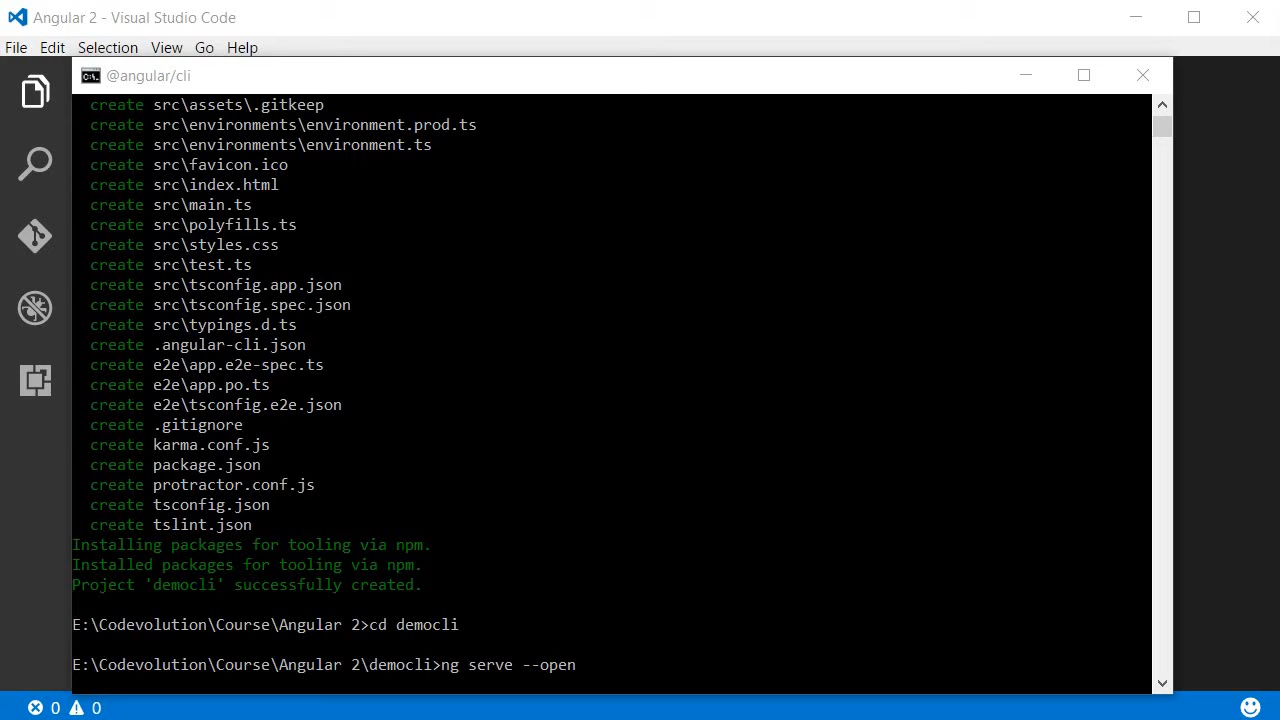 Angular 2 - Visual Studio Code
File Edit Selection View Go Help
@angular/cli
create src\assets\.gitkeep
create src\environments\environment.prod.ts
create src\environments\environment.ts
create src\favicon.ico
create src\index.html
create src\main.ts
create src\polyfills.ts
create src\styles.css
create src\test.ts
create src\tsconfig.app.json
create src\tsconfig.spec.json
create src\typings.d.ts
create .angular-cli.json
create e2e\app.e2e-spec.ts
create e2e\app.po.ts
create e2e\tsconfig.e2e.json
create .gitignore
create karma.conf.js
create package.json
create protractor.conf.js
create tsconfig.json
create tslint.json
Installing packages for tooling via npm.
Installed packages for tooling via npm.
Project 'democli' successfully created.
E:\Codevolution\Course\Angular 2>cd democli
E:\Codevolution\Course\Angular 2\democli>ng serve --open
0 0